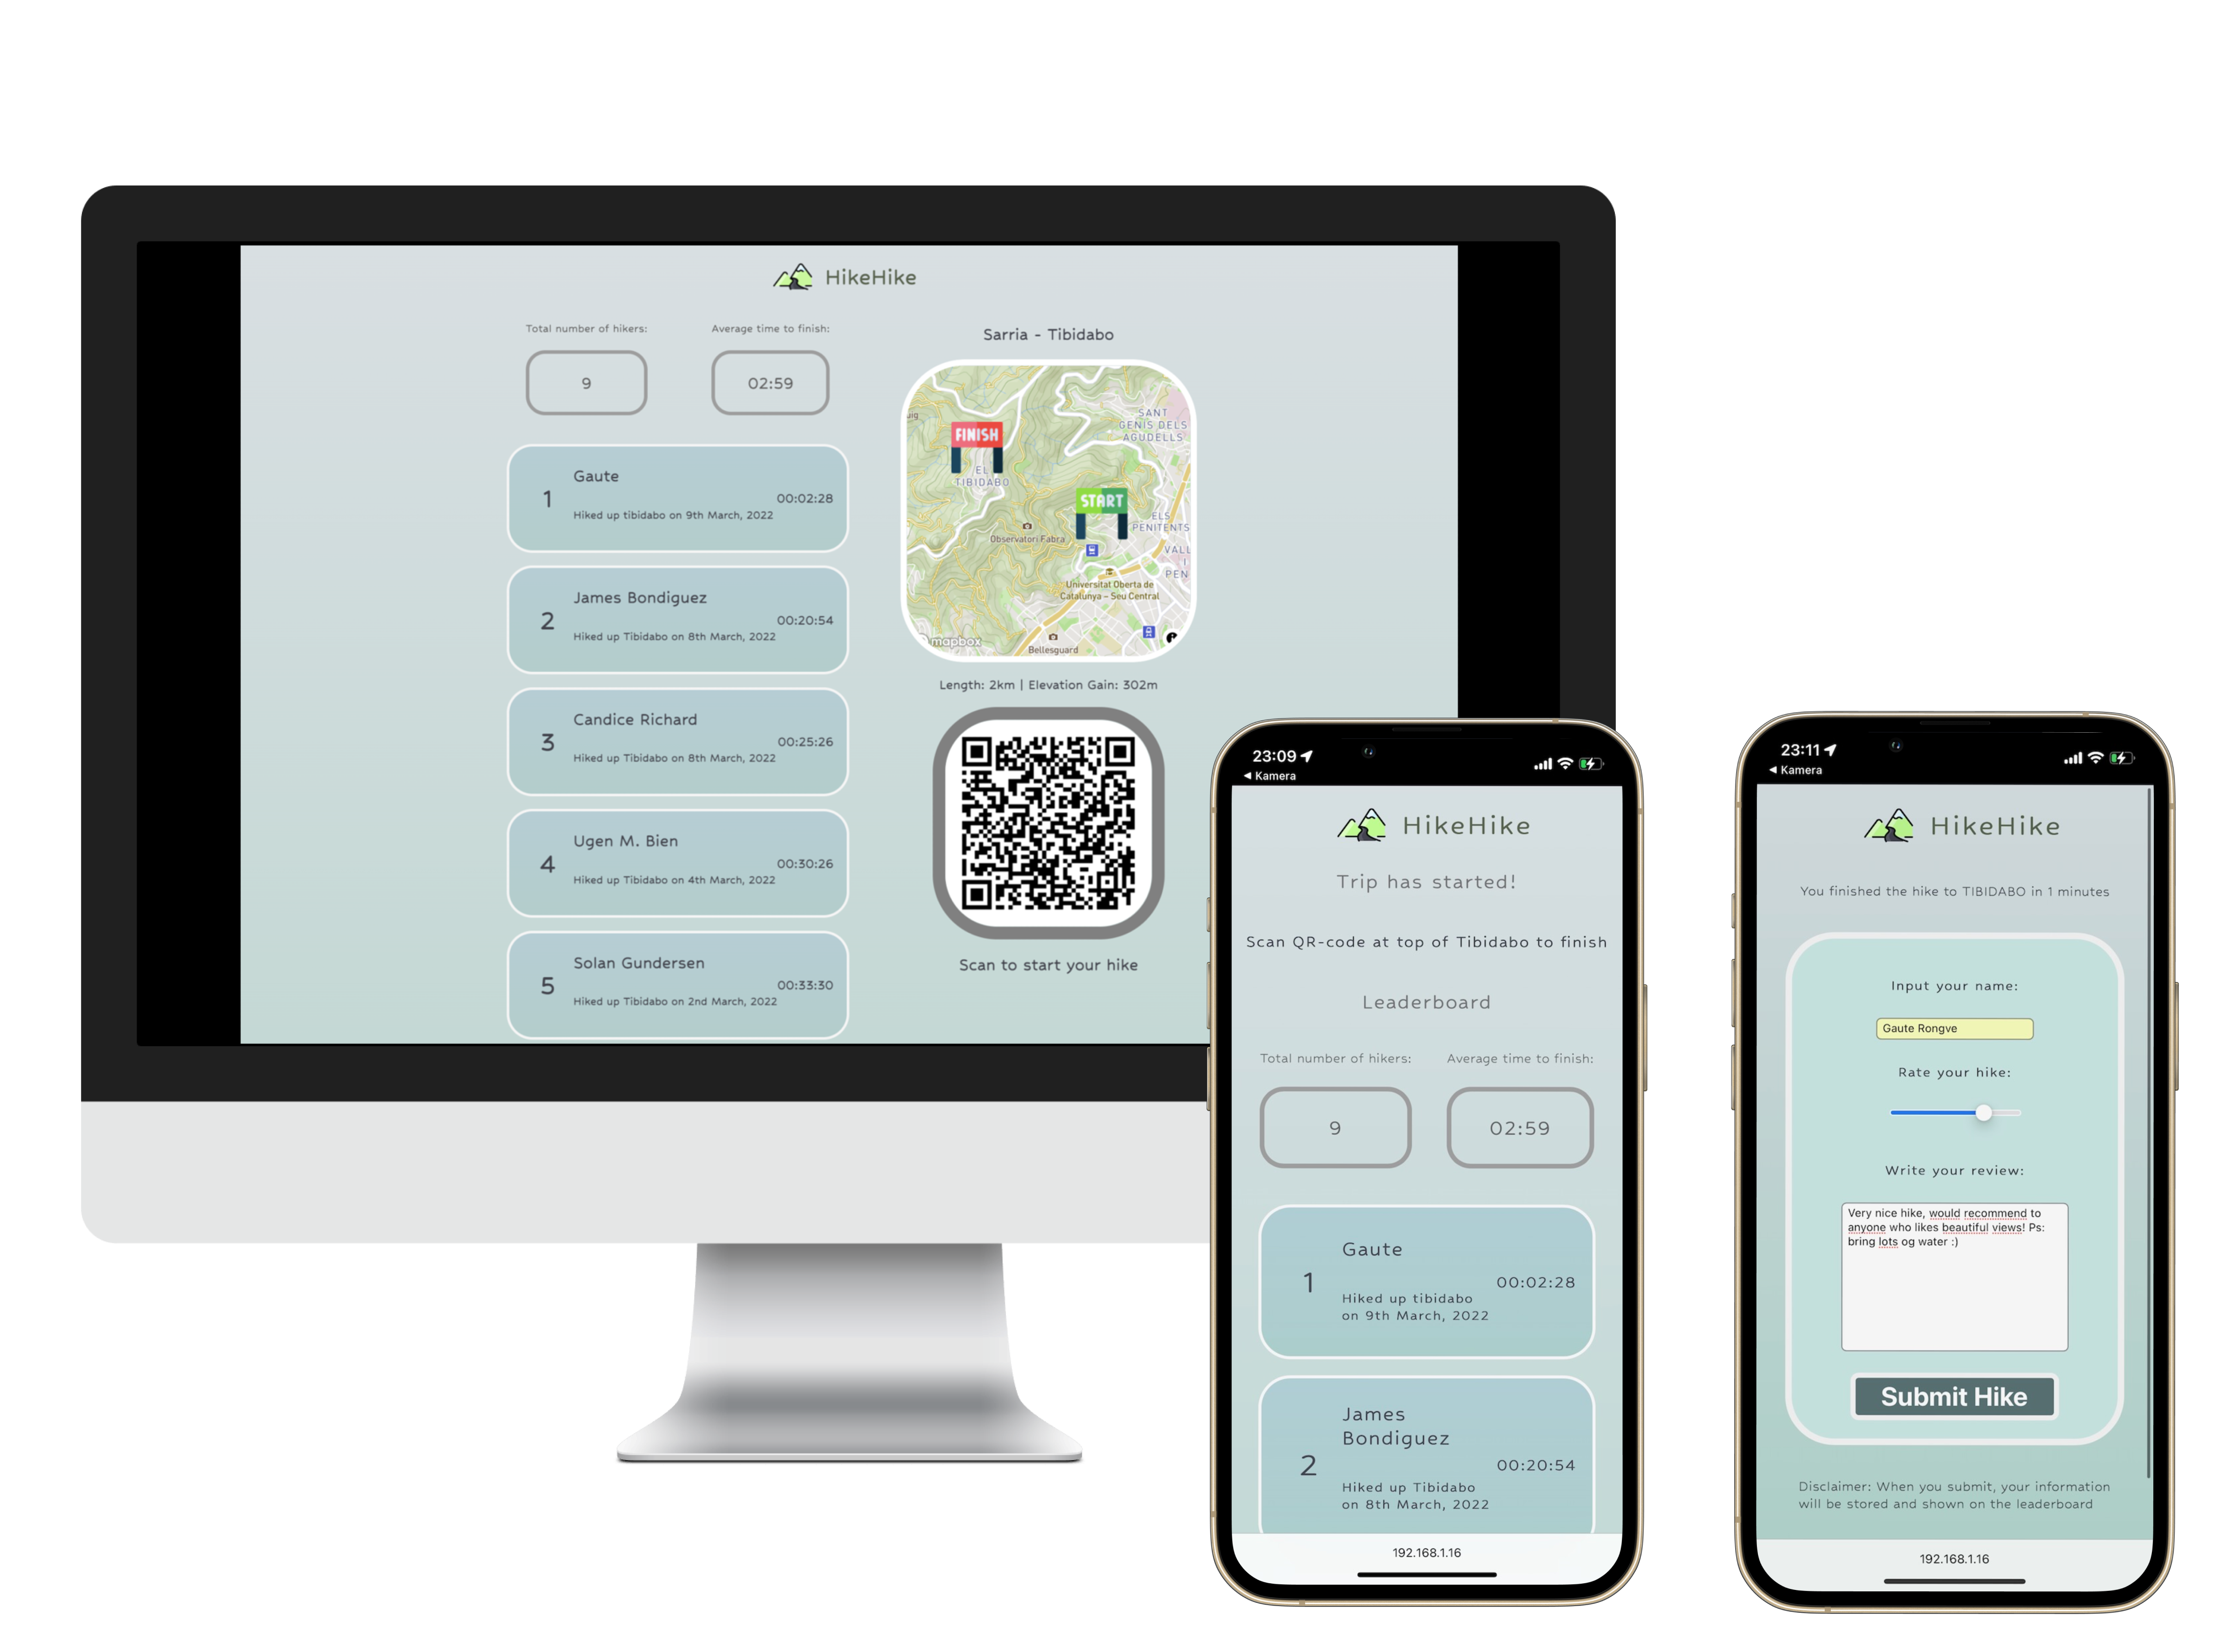 HikeHike
Total number of hikers:
Average time to finish:
9
02:59
1
Gaute
00:02:28
Hiked up tibidabo on 9th March, 2022
2
James Bondiguez
00:20:54
Hiked up Tibidabo on 8th March, 2022
3
Candice Richard
00:25:26
Hiked up Tibidabo on 8th March, 2022
4
Ugen M. Bien
00:30:26
Hiked up Tibidabo on 4th March, 2022
5
Solan Gundersen
00:33:30
Hiked up Tibidabo on 2nd March, 2022
Sarria - Tibidabo
uig
SANT
GENIS DELS
AGUDELLS
FINISH
EL
TIBIDABO
START
ELS
PENITENTS
Observatori Fabra
VALL
I
PEN
Universitat Oberta de
Catalunya – Seu Central
mapbox
Bellesguard
Length: 2km | Elevation Gain: 302m
Scan to start your hike
23:09
◀ Kamera
HikeHike
Trip has started!
Scan QR-code at top of Tibidabo to finish
Leaderboard
Total number of hikers:
Average time to finish:
9
02:59
1
Gaute
00:02:28
Hiked up tibidabo
on 9th March, 2022
2
James
Bondiguez
00:20:54
Hiked up Tibidabo
on 8th March, 2022
192.168.1.16
23:11
◀ Kamera
HikeHike
You finished the hike to TIBIDABO in 1 minutes
Input your name:
Gaute Rongve
Rate your hike:
Write your review:
Very nice hike, would recommend to
anyone who likes beautiful views! Ps:
bring lots og water :)
Submit Hike
Disclaimer: When you submit, your information
will be stored and shown on the leaderboard
192.168.1.16